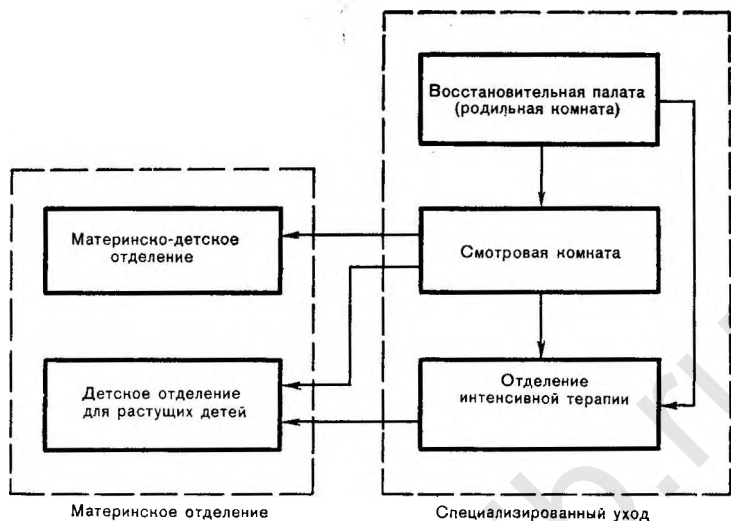 Восстановительная палата
(родильная комната)
Материнско-детское
отделение
Смотровая комната
Детское отделение
для растущих детей
Отделение
интенсивной терапии
Материнское отделение
Специализированный уход